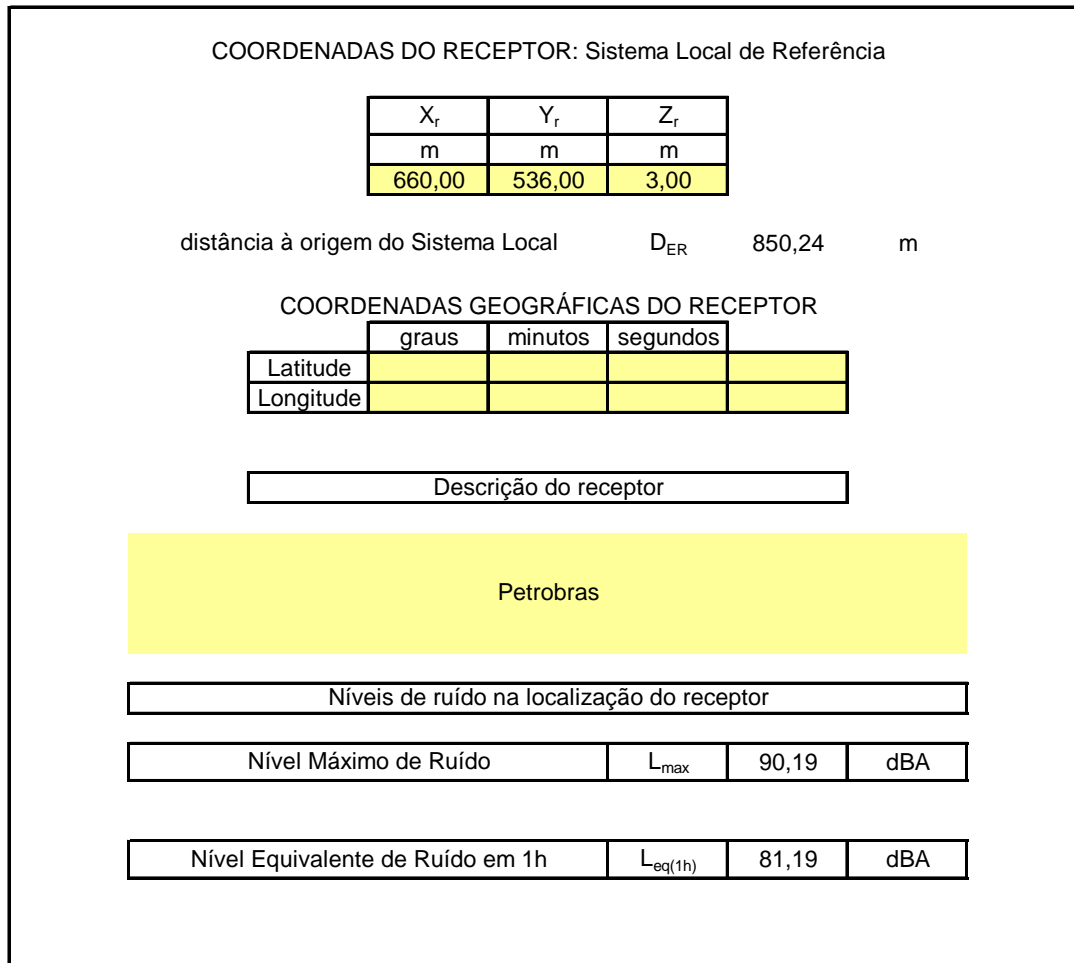 COORDENADAS DO RECEPTOR: Sistema Local de Referência
Xr Yr Zr
m m m
660,00 536,00 3,00
distância à origem do Sistema Local DER 850,24 m
COORDENADAS GEOGRÁFICAS DO RECEPTOR
graus minutos segundos
Latitude
Longitude
Descrição do receptor
Petrobras
Níveis de ruído na localização do receptor
Nível Máximo de Ruído Lmax 90,19 dBA
Nível Equivalente de Ruído em 1h Leq(1h) 81,19 dBA